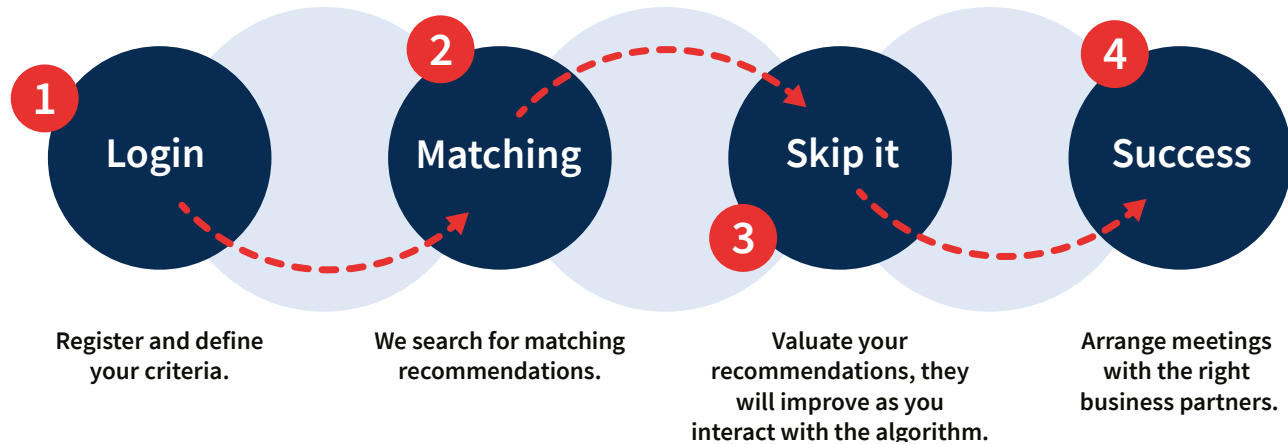 1
Login
Register and define
your criteria.
2
Matching
We search for matching
recommendations.
Skip it
3
Valuate your
recommendations, they
will improve as you
interact with the algorithm.
4
Success
Arrange meetings
with the right
business partners.